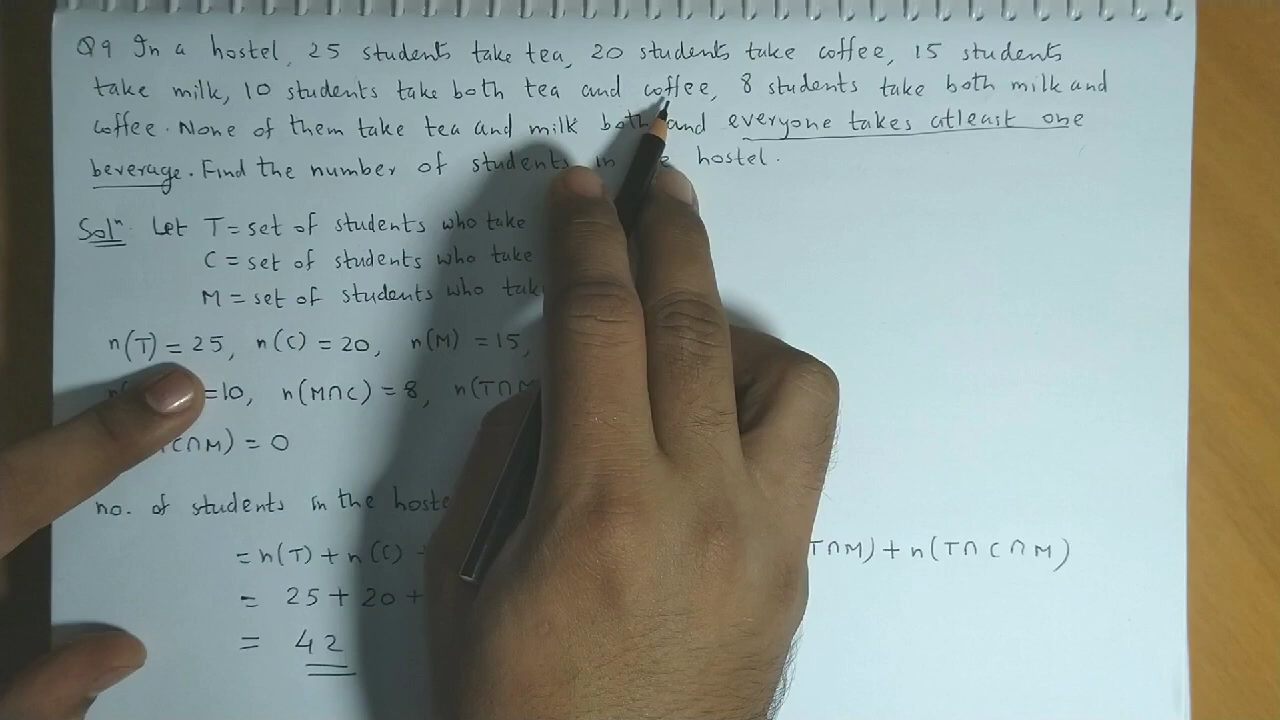 Q9 In a hostel, 25 students take tea, 20 students take coffee, 15 students
take milk, 10 students take both tea and coffee, 8 students take both milk and
coffee. None of them take tea and milk both and everyone takes atleast one
beverage. Find the number of students in hostel.
Solⁿ Let T = set of students who take
C = set of students who take
M = set of students who
n(T) = 25, n(C) = 20, n(M) = 15,
=10, n(M∩C) = 8, n(T∩M
C∩M) = 0
no. of students in the
= n(T) + n(C) T∩M) + n(T∩C∩M)
= 25 + 20 +
= 42